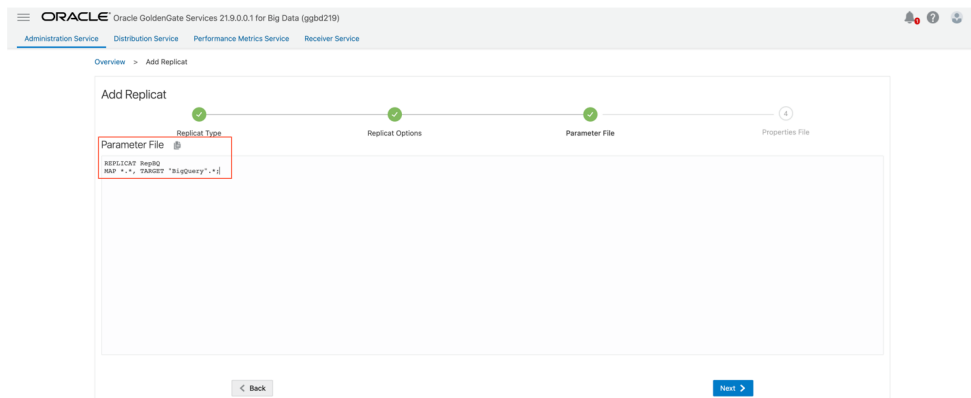 ORACLE Oracle GoldenGate Services 21.9.0.0.1 for Big Data (ggbd219)
Administration Service Distribution Service Performance Metrics Service Receiver Service
Overview > Add Replicat
Add Replicat
4
Replicat Type Replicat Options Parameter File Properties File
Parameter File
REPLICAT RepBQ
MAP *.*, TARGET "BigQuery".*;
Back Next